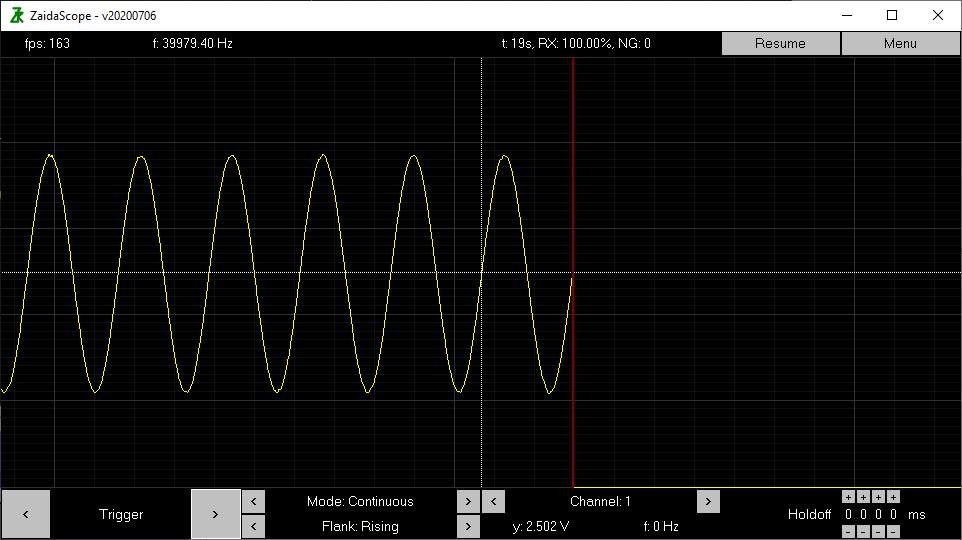 ZaidaScope - v20200706
fps: 163 f: 39979.40 Hz t: 19s, RX: 100.00%, NG: 0 Resume Menu
< Trigger > < Mode: Continuous > < Channel: 1 > + + + +
Holdoff 0 0 0 0 ms
< Flank: Rising > y: 2.502 V f: 0 Hz - - - -